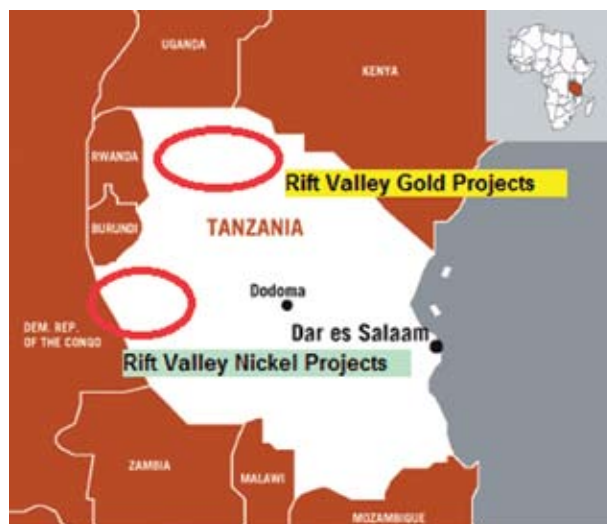 UGANDA
KENYA
RWANDA
Rift Valley Gold Projects
BURUNDI
TANZANIA
Dodoma
DEM. REP.
OF THE CONGO
Dar es Salaam
Rift Valley Nickel Projects
ZAMBIA
MALAWI
MOZAMBIQUE